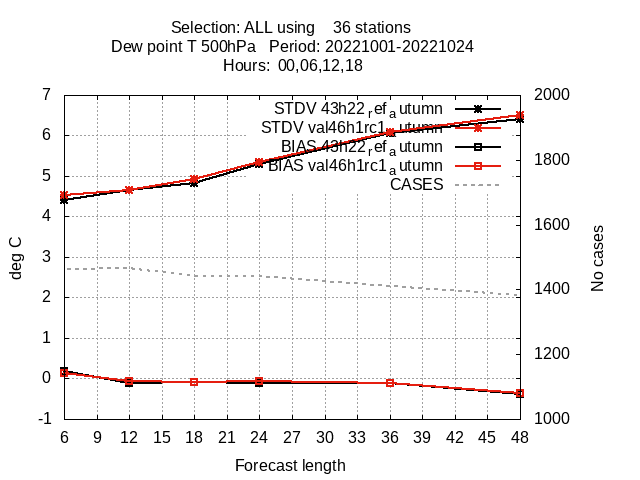 Selection: ALL using 36 stations
Dew point T 500hPa Period: 20221001-20221024
Hours: 00,06,12,18
7
6
5
4
3
2
1
0
-1
deg C
2000
1800
1600
1400
1200
1000
No cases
STDV 43h22ref_autumn
STDV val46h1rc1_autumn
BIAS 43h22ref_autumn
BIAS val46h1rc1_autumn
CASES
6 9 12 15 18 21 24 27 30 33 36 39 42 45 48
Forecast length